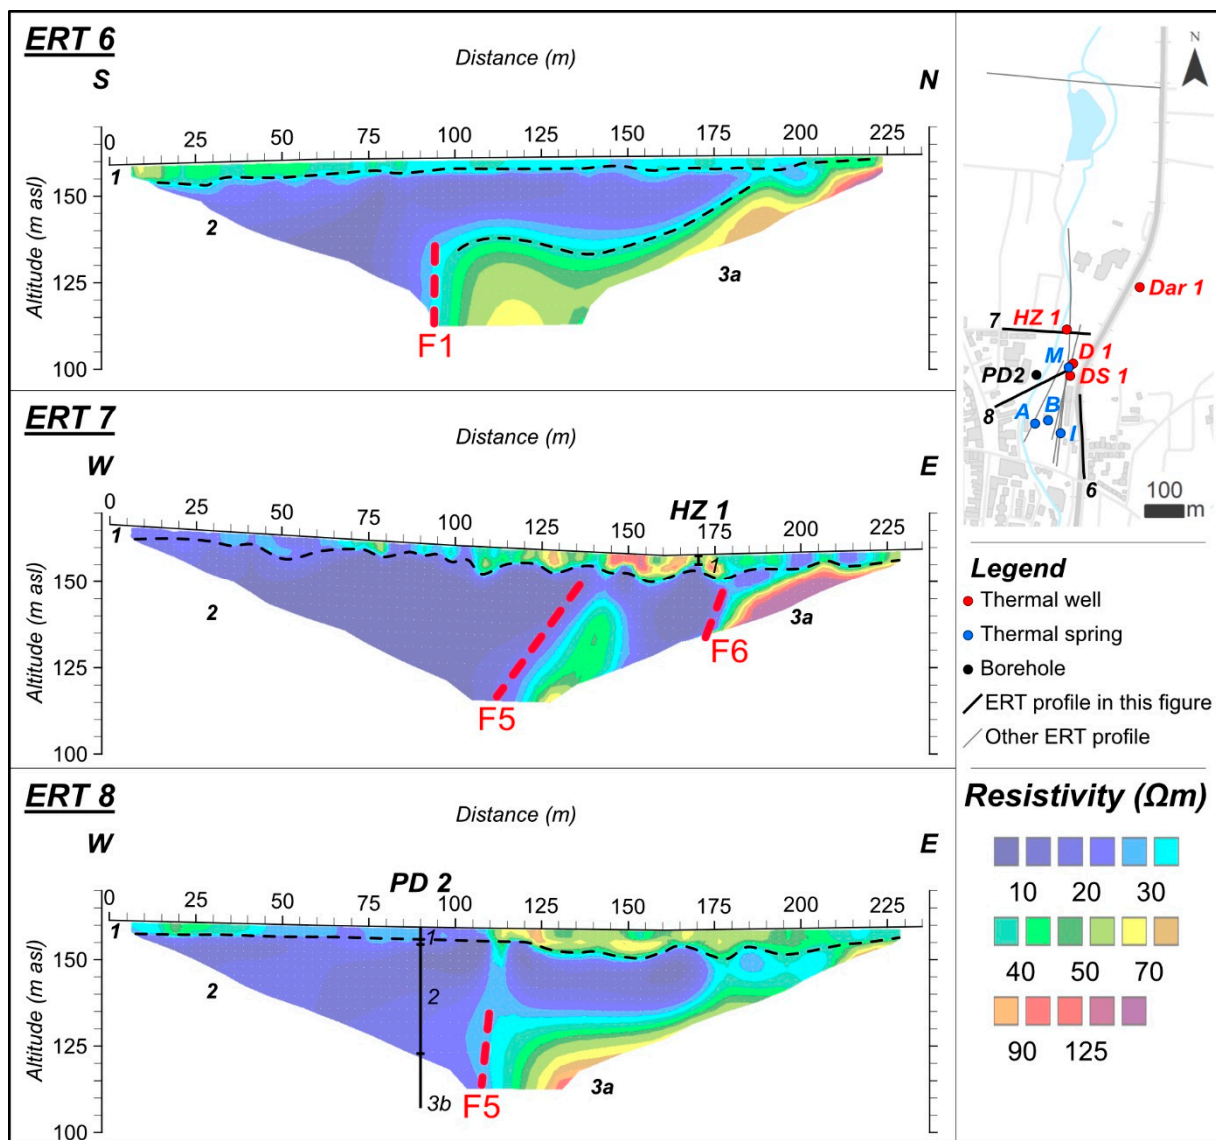 ERT 6
Distance (m)
S N
0 25 50 75 100 125 150 175 200 225
Altitude (m asl)
150
125
100
1
2
3a
F1
ERT 7
Distance (m)
W E
HZ 1
0 25 50 75 100 125 150 175 200 225
Altitude (m asl)
150
125
100
1
1
2
3a
F5
F6
ERT 8
Distance (m)
W E
PD 2
0 25 50 75 100 125 150 175 200 225
Altitude (m asl)
150
125
100
1
1
2
2
3a
3b
F5
N
Dar 1
7 HZ 1
M D 1
PD2 DS 1
8 A B
I
6
100
m
Legend
Thermal well
Thermal spring
Borehole
ERT profile in this figure
Other ERT profile
Resistivity (Ωm)
10 20 30
40 50 70
90 125